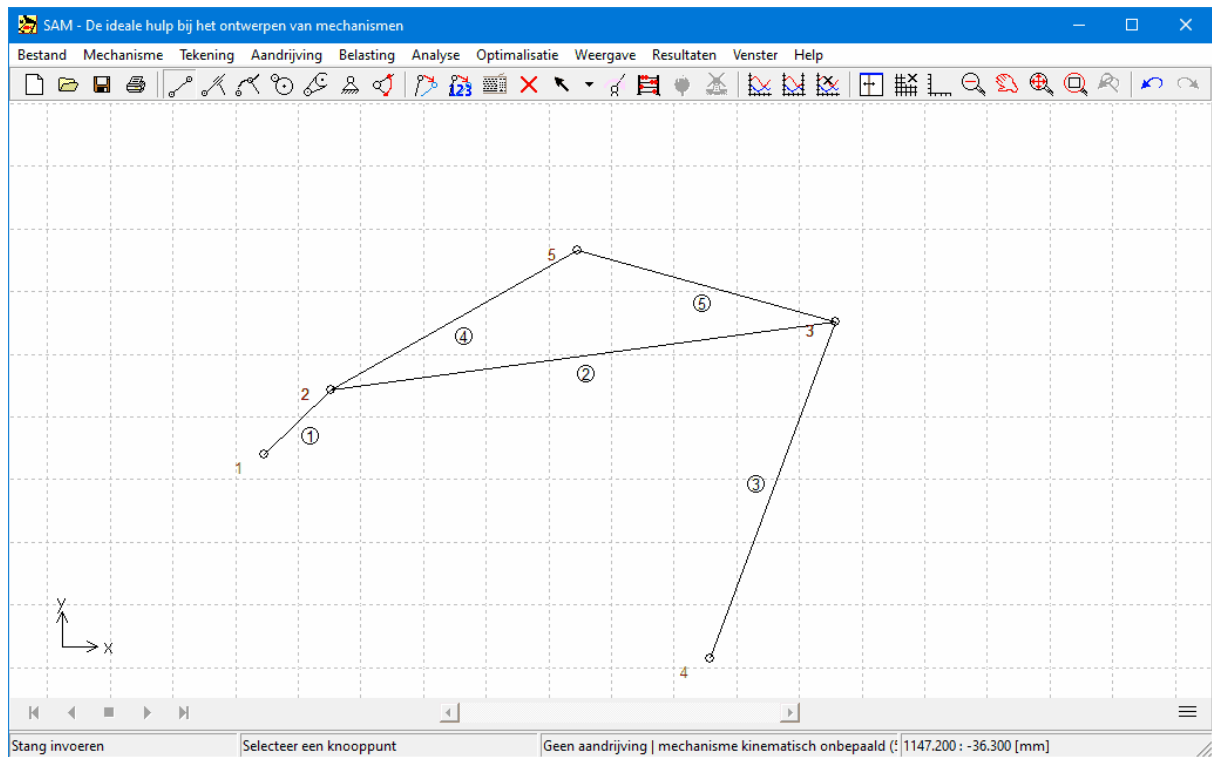 SAM - De ideale hulp bij het ontwerpen van mechanismen
Bestand Mechanisme Tekening Aandrijving Belasting Analyse Optimalisatie Weergave Resultaten Venster Help
123
5
5
3
4
2
2
1
1
3
y
x
4
Stang invoeren Selecteer een knooppunt Geen aandrijving | mechanisme kinematisch onbepaald (5 1147.200 : -36.300 [mm]